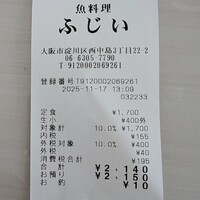 魚料理
ふじい
大阪市淀川区西中島3丁目22-2
06 6305-7790
T-9120002069261
登録番号T9120002069261
2025-11-17 13:09
032233
定食 ¥1,700
生小 ¥400外
対象計 10.0% ¥1,700
内税 ¥155
外税対象 10.0% ¥400
外税 ¥40
消費税合計 ¥195
合計 ¥2,140
お預り ¥2,150
お釣 ¥10